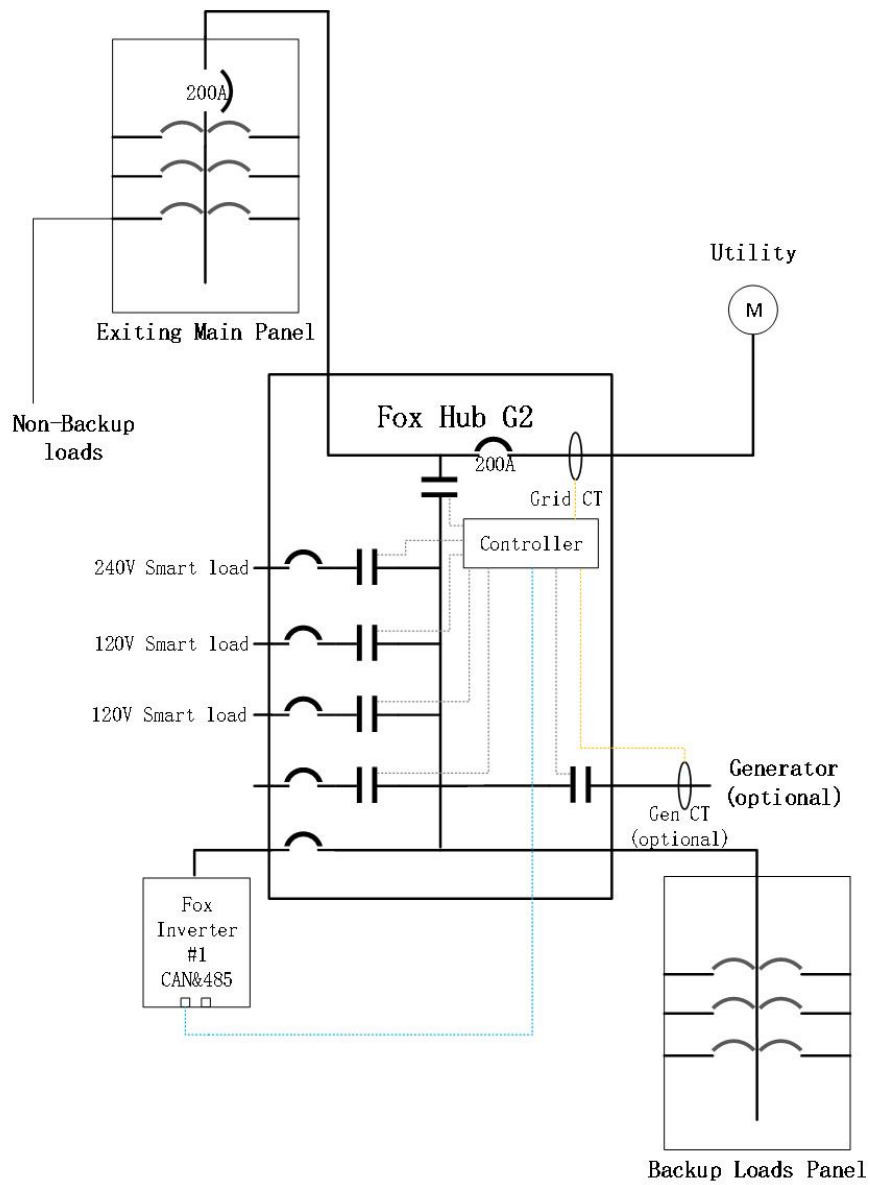 200A
Exiting Main Panel
Utility
M
Non-Backup
loads
Fox Hub G2
200A
Grid CT
Controller
240V Smart load
120V Smart load
120V Smart load
Generator
(optional)
Gen CT
(optional)
Fox
Inverter
#1
CAN&485
Backup Loads Panel